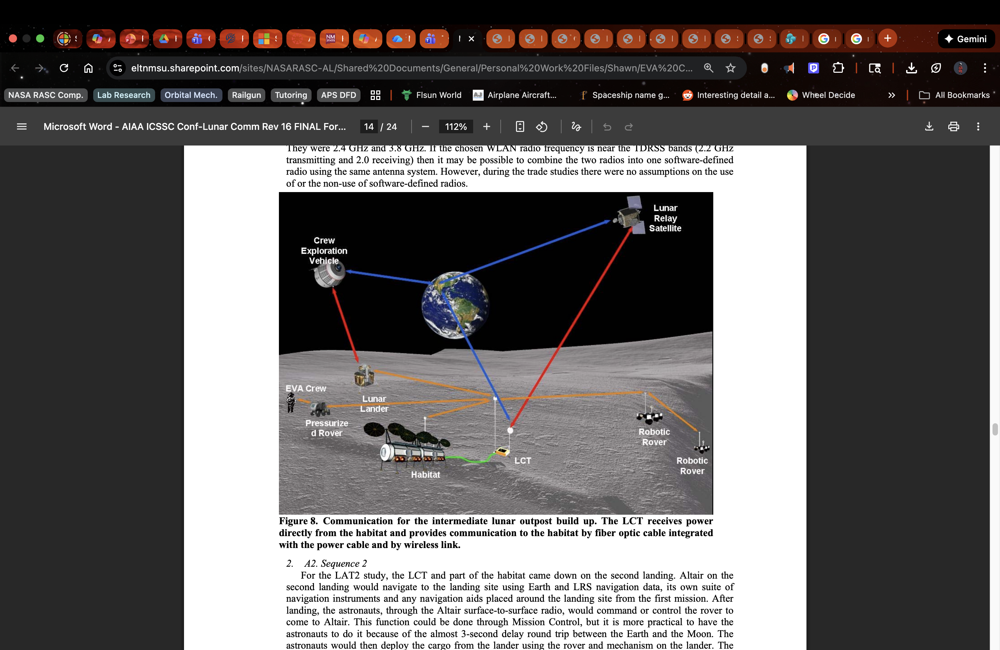 Gemini
eltnmsu.sharepoint.com/sites/NASARASC-AL/Shared%20Documents/General/Personal%20Work%20Files/Shawn/EVA%20C...
NASA RASC Comp.
Lab Research
Orbital Mech.
Railgun
Tutoring
APS DFD
Flsun World
Airplane Aircraft...
Spaceship name g...
Interesting detail a...
Wheel Decide
All Bookmarks
Microsoft Word - AIAA ICSSC Conf-Lunar Comm Rev 16 FINAL For...
14 / 24
112%
They were 2.4 GHz and 3.8 GHz. If the chosen WLAN radio frequency is near the TDRSS bands (2.2 GHz
transmitting and 2.0 receiving) then it may be possible to combine the two radios into one software-defined
radio using the same antenna system. However, during the trade studies there were no assumptions on the use
of or the non-use of software-defined radios.
Lunar
Relay
Satellite
Crew
Exploration
Vehicle
EVA Crew
Lunar
Lander
Pressurize
d Rover
Robotic
Rover
LCT
Robotic
Rover
Habitat
Figure 8. Communication for the intermediate lunar outpost build up. The LCT receives power
directly from the habitat and provides communication to the habitat by fiber optic cable integrated
with the power cable and by wireless link.
2. A2. Sequence 2
For the LAT2 study, the LCT and part of the habitat came down on the second landing. Altair on the
second landing would navigate to the landing site using Earth and LRS navigation data, its own suite of
navigation instruments and any navigation aids placed around the landing site from the first mission. After
landing, the astronauts, through the Altair surface-to-surface radio, would command or control the rover to
come to Altair. This function could be done through Mission Control, but it is more practical to have the
astronauts to do it because of the almost 3-second delay round trip between the Earth and the Moon. The
astronauts would then deploy the cargo from the lander using the rover and mechanism on the lander. The